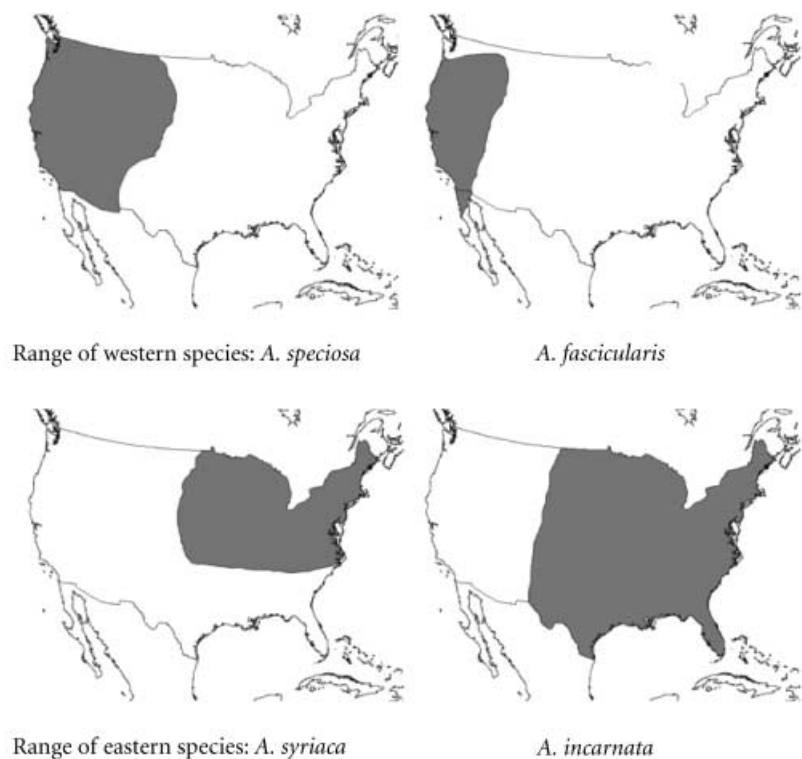 Range of western species: A. speciosa
A. fascicularis
Range of eastern species: A. syriaca
A. incarnata